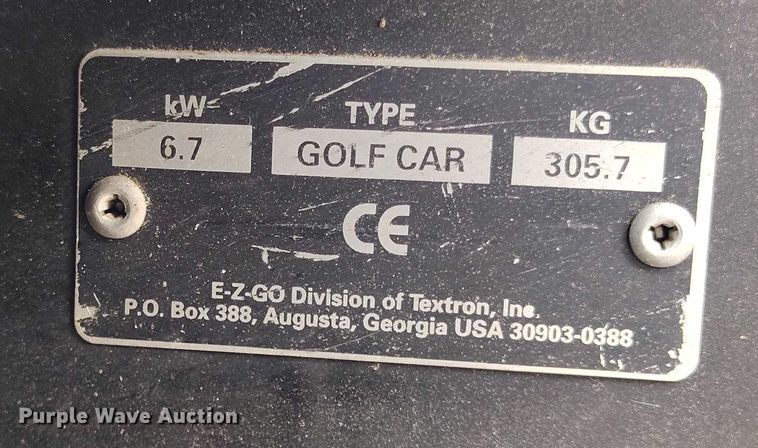 kW TYPE KG
6.7 GOLF CAR 305.7
CE
E-Z-GO Division of Textron, Inc.
P.O. Box 388, Augusta, Georgia USA 30903-0388
Purple Wave Auction